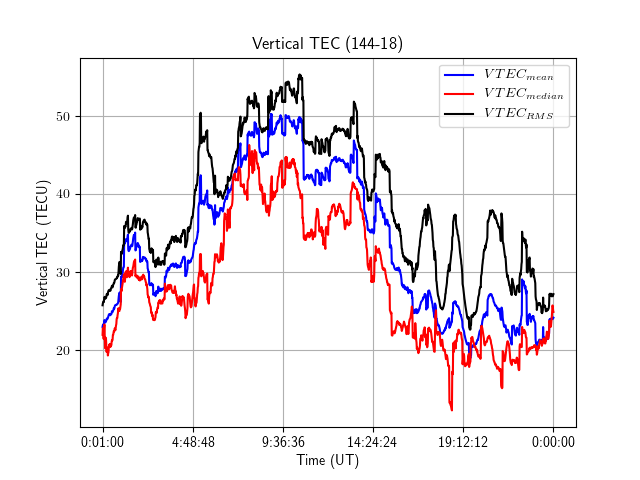 Vertical TEC (144-18)
VTEC_mean
VTEC_median
VTEC_RMS
Vertical TEC (TECU)
50
40
30
20
0:01:00 4:48:48 9:36:36 14:24:24 19:12:12 0:00:00
Time (UT)